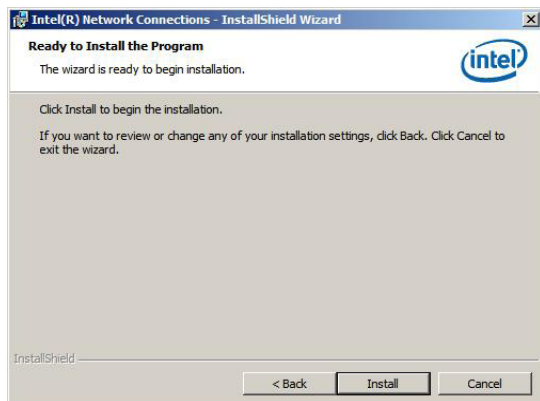 Intel(R) Network Connections - InstallShield Wizard
Ready to Install the Program
The wizard is ready to begin installation.
intel
Click Install to begin the installation.
If you want to review or change any of your installation settings, click Back. Click Cancel to
exit the wizard.
InstallShield
< Back
Install
Cancel